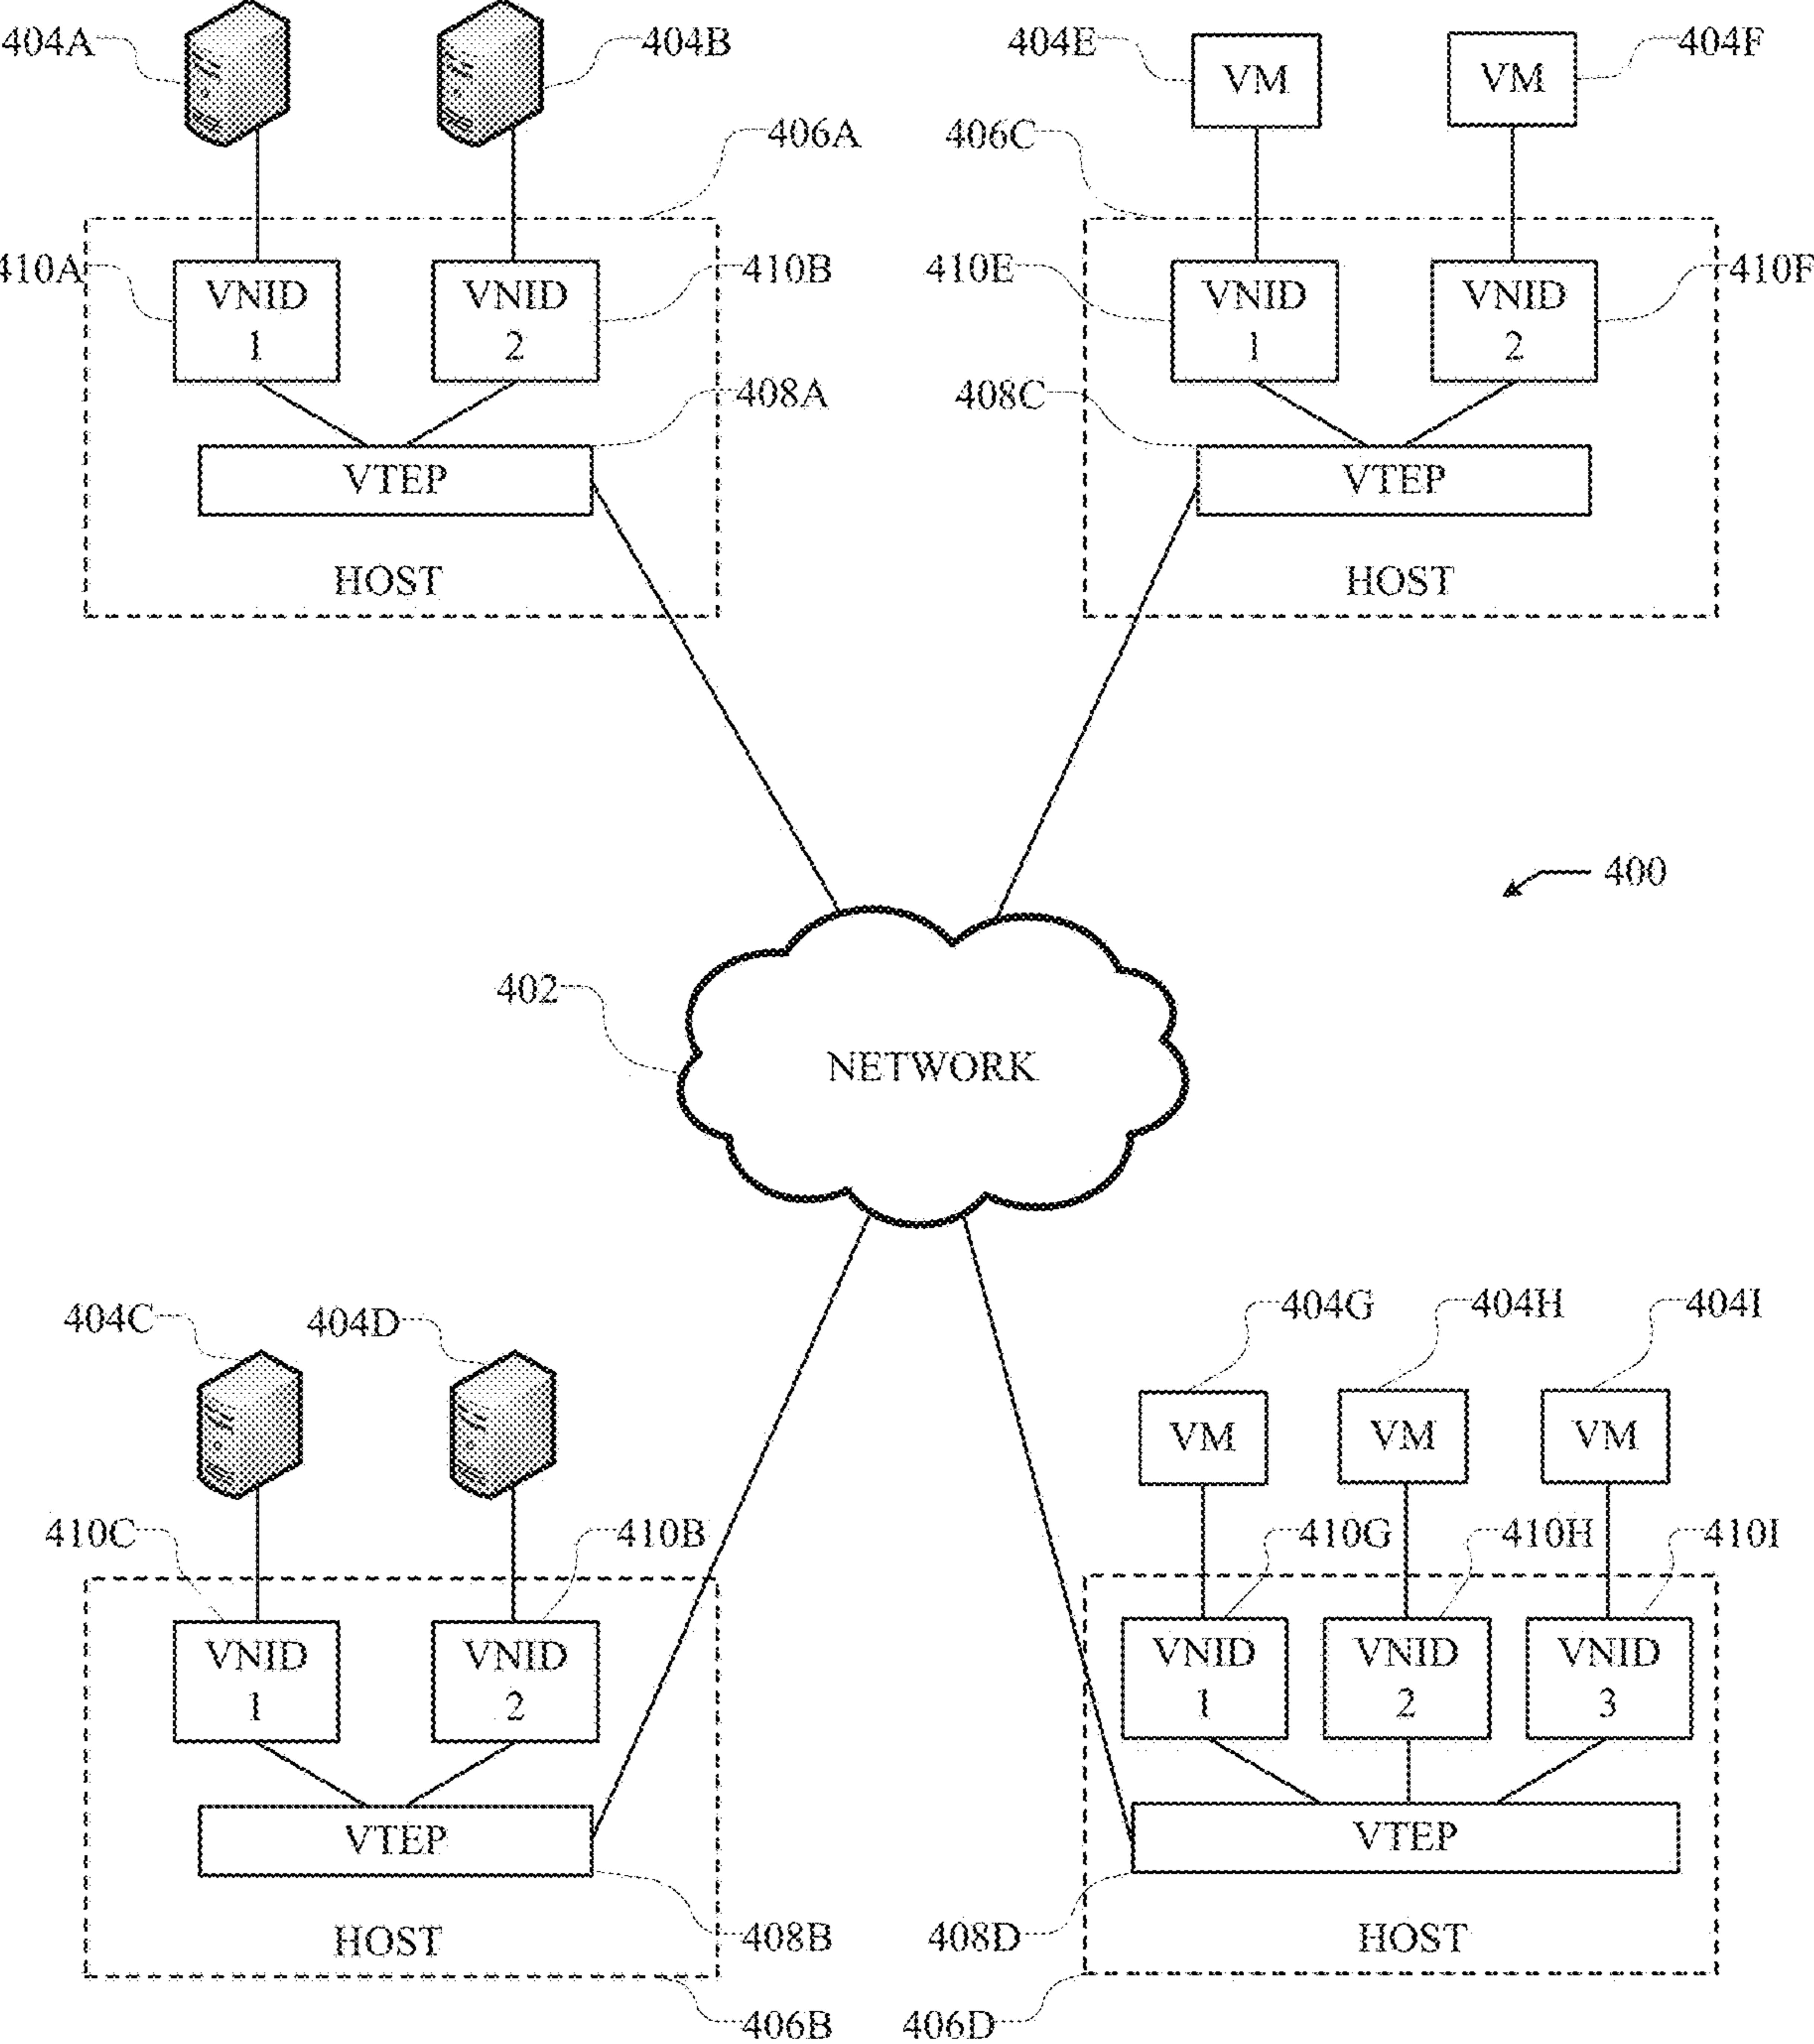 404A
404B
404E
VM
VM
404F
406A
406C
410A
VNID
1
VNID
2
410B
410E
VNID
1
VNID
2
410F
408A
408C
VTEP
VTEP
HOST
HOST
400
402
NETWORK
404C
404D
404G
404H
404I
VM
VM
VM
410C
410B
410G
410H
410I
VNID
1
VNID
2
VNID
1
VNID
2
VNID
3
VTEP
VTEP
HOST
408B
408D
HOST
406B
406D